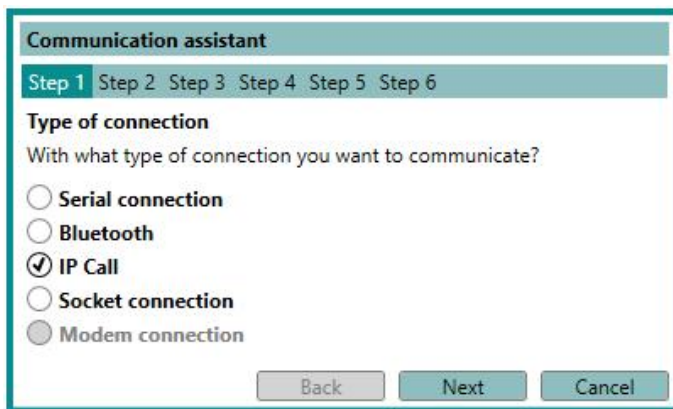 Communication assistant
Step 1 Step 2 Step 3 Step 4 Step 5 Step 6
Type of connection
With what type of connection you want to communicate?
Serial connection
Bluetooth
IP Call
Socket connection
Modem connection
Back Next Cancel